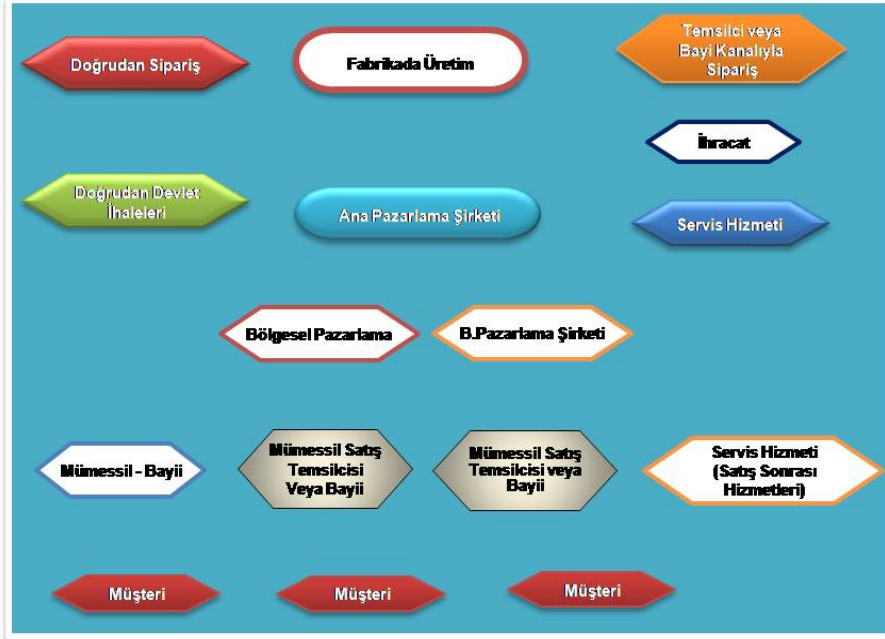 Doğrudan Sipariş
Fabrikada Üretim
Temsilci veya
Bayi Kanalıyla
Sipariş
İhracat
Doğrudan Devlet
İhaleleri
Ana Pazarlama Şirketi
Servis Hizmeti
Bölgesel Pazarlama
B.Pazarlama Şirketi
Mümessil - Bayii
Mümessil Satış
Temsilcisi
Veya Bayii
Mümessil Satış
Temsilcisi veya
Bayii
Servis Hizmeti
(Satış Sonrası
Hizmetleri)
Müşteri
Müşteri
Müşteri